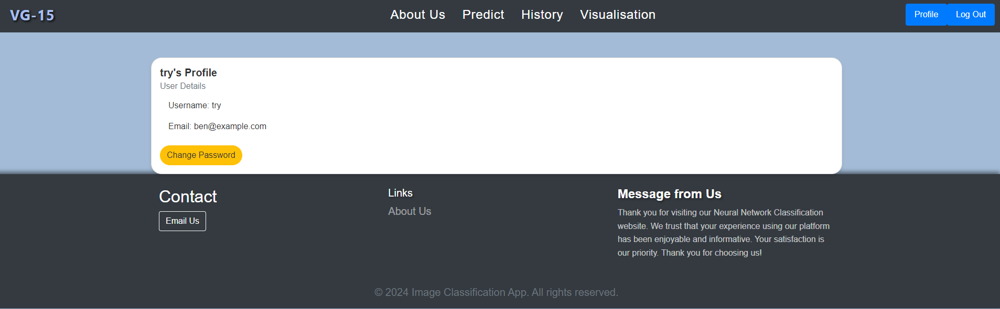 VG-15
About Us Predict History Visualisation
Profile Log Out
try's Profile
User Details
Username: try
Email: ben@example.com
Change Password
Contact
Email Us
Links
About Us
Message from Us
Thank you for visiting our Neural Network Classification
website. We trust that your experience using our platform
has been enjoyable and informative. Your satisfaction is
our priority. Thank you for choosing us!
© 2024 Image Classification App. All rights reserved.